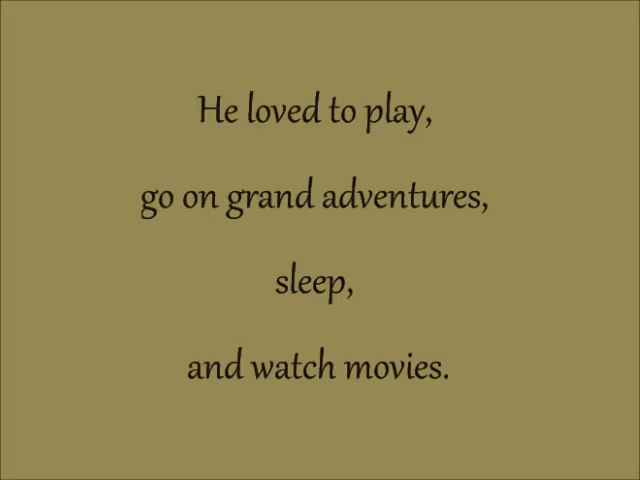 He loved to play,
go on grand adventures,
sleep,
and watch movies.